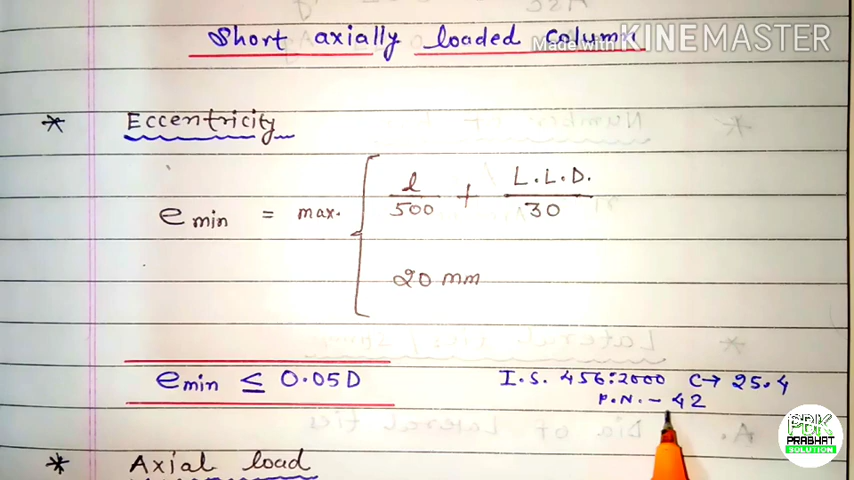 Short axially loaded column
Made with KINEMASTER
* Eccentricity
e min = max. { l/500 + L.L.D./30
20 mm
e min ≤ 0.05D
I.S. 456:2000 C→ 25.4
P.N. - 42
PBK
PRABHAT
SOLUTION
* Axial load